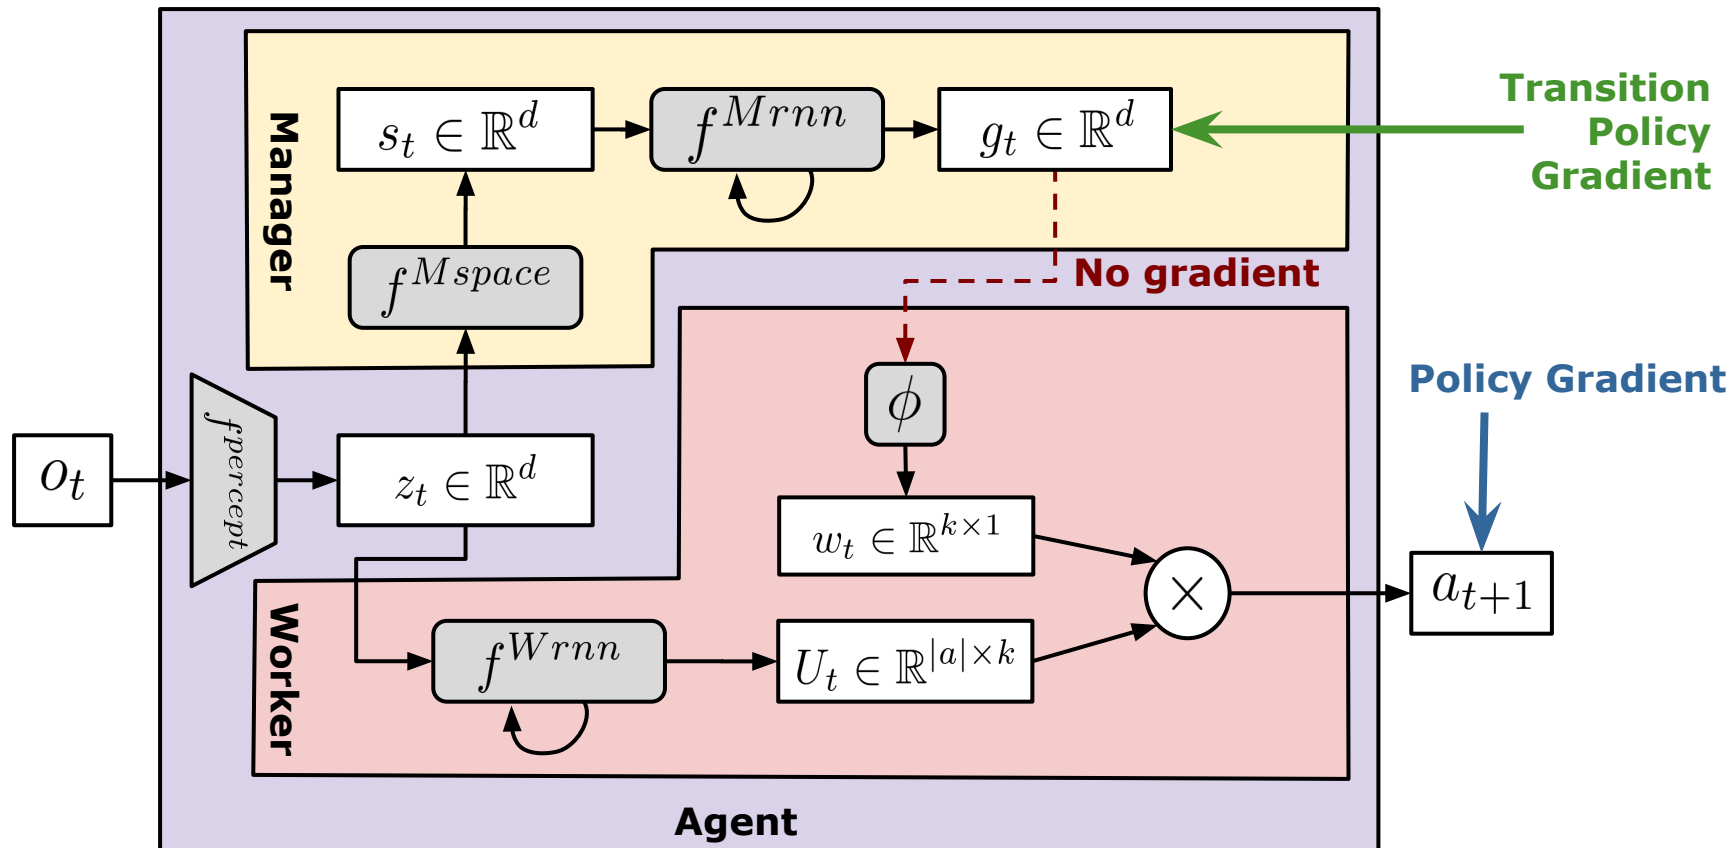 Manager
s_t ∈ ℝ^d
f^{Mrnn}
g_t ∈ ℝ^d
Transition
Policy
Gradient
f^{Mspace}
No gradient
ϕ
Policy Gradient
o_t
f^{percept}
z_t ∈ ℝ^d
w_t ∈ ℝ^{k×1}
×
a_{t+1}
Worker
f^{Wrnn}
U_t ∈ ℝ^{|a|×k}
Agent